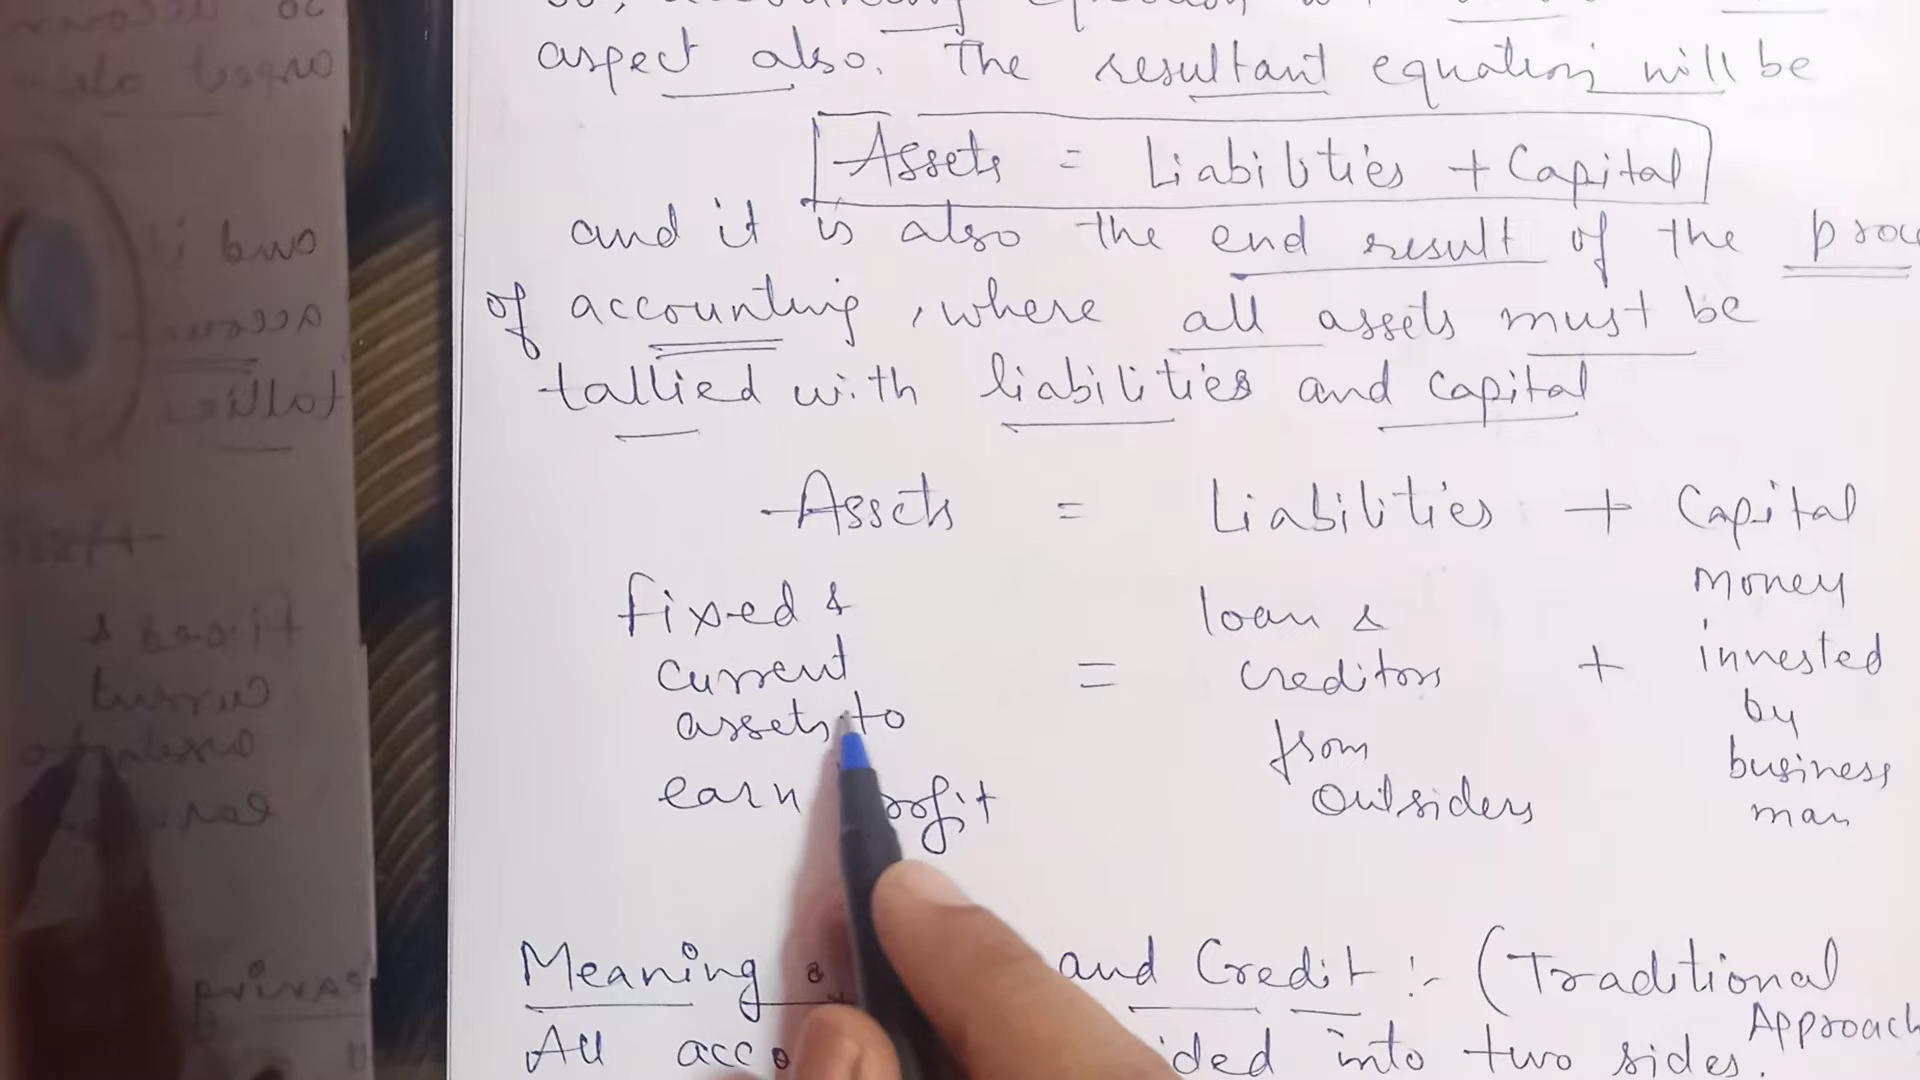 aspect also. The resultant equation will be
Assets = Liabilities + Capital
and it is also the end result of the
of accounting, where all assets must be
tallied with liabilities and capital
Assets = Liabilities + Capital
fixed & current assets to earn profit = loan & creditors from outsiders + money invested by business man
Meaning and Credit :- (Traditional Approach
All into two sides.